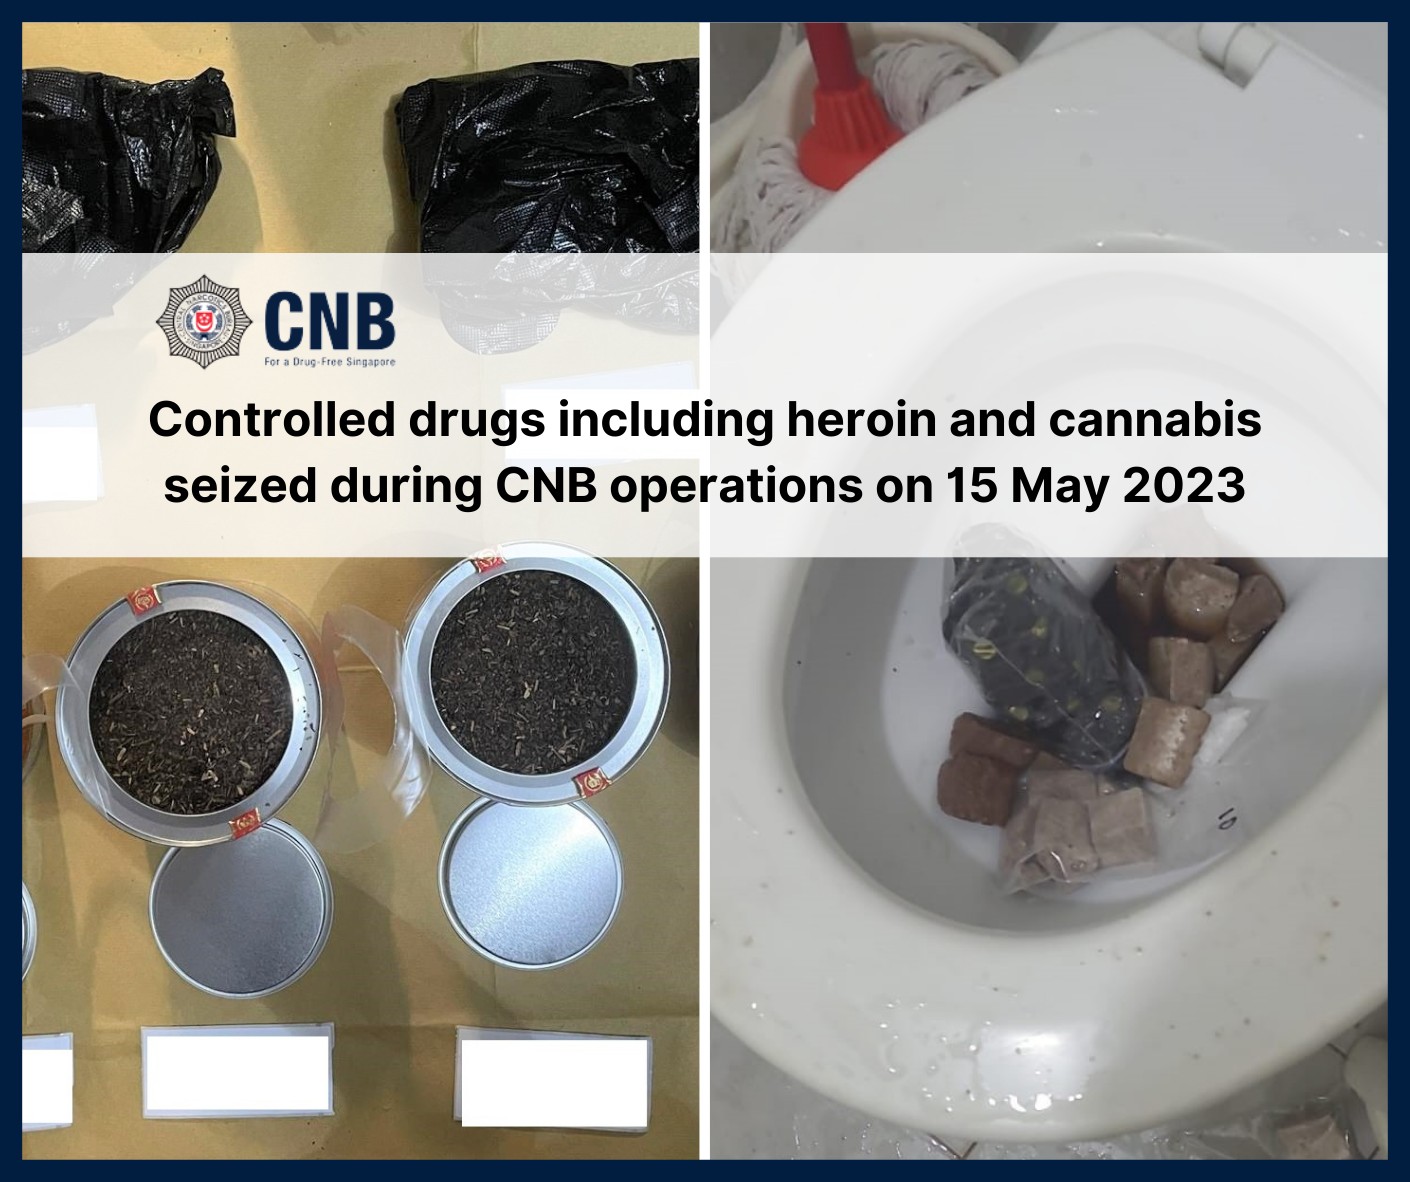 CENTRAL NARCOTICS BUREAU
SINGAPORE
CNB
For a Drug-Free Singapore
Controlled drugs including heroin and cannabis
seized during CNB operations on 15 May 2023